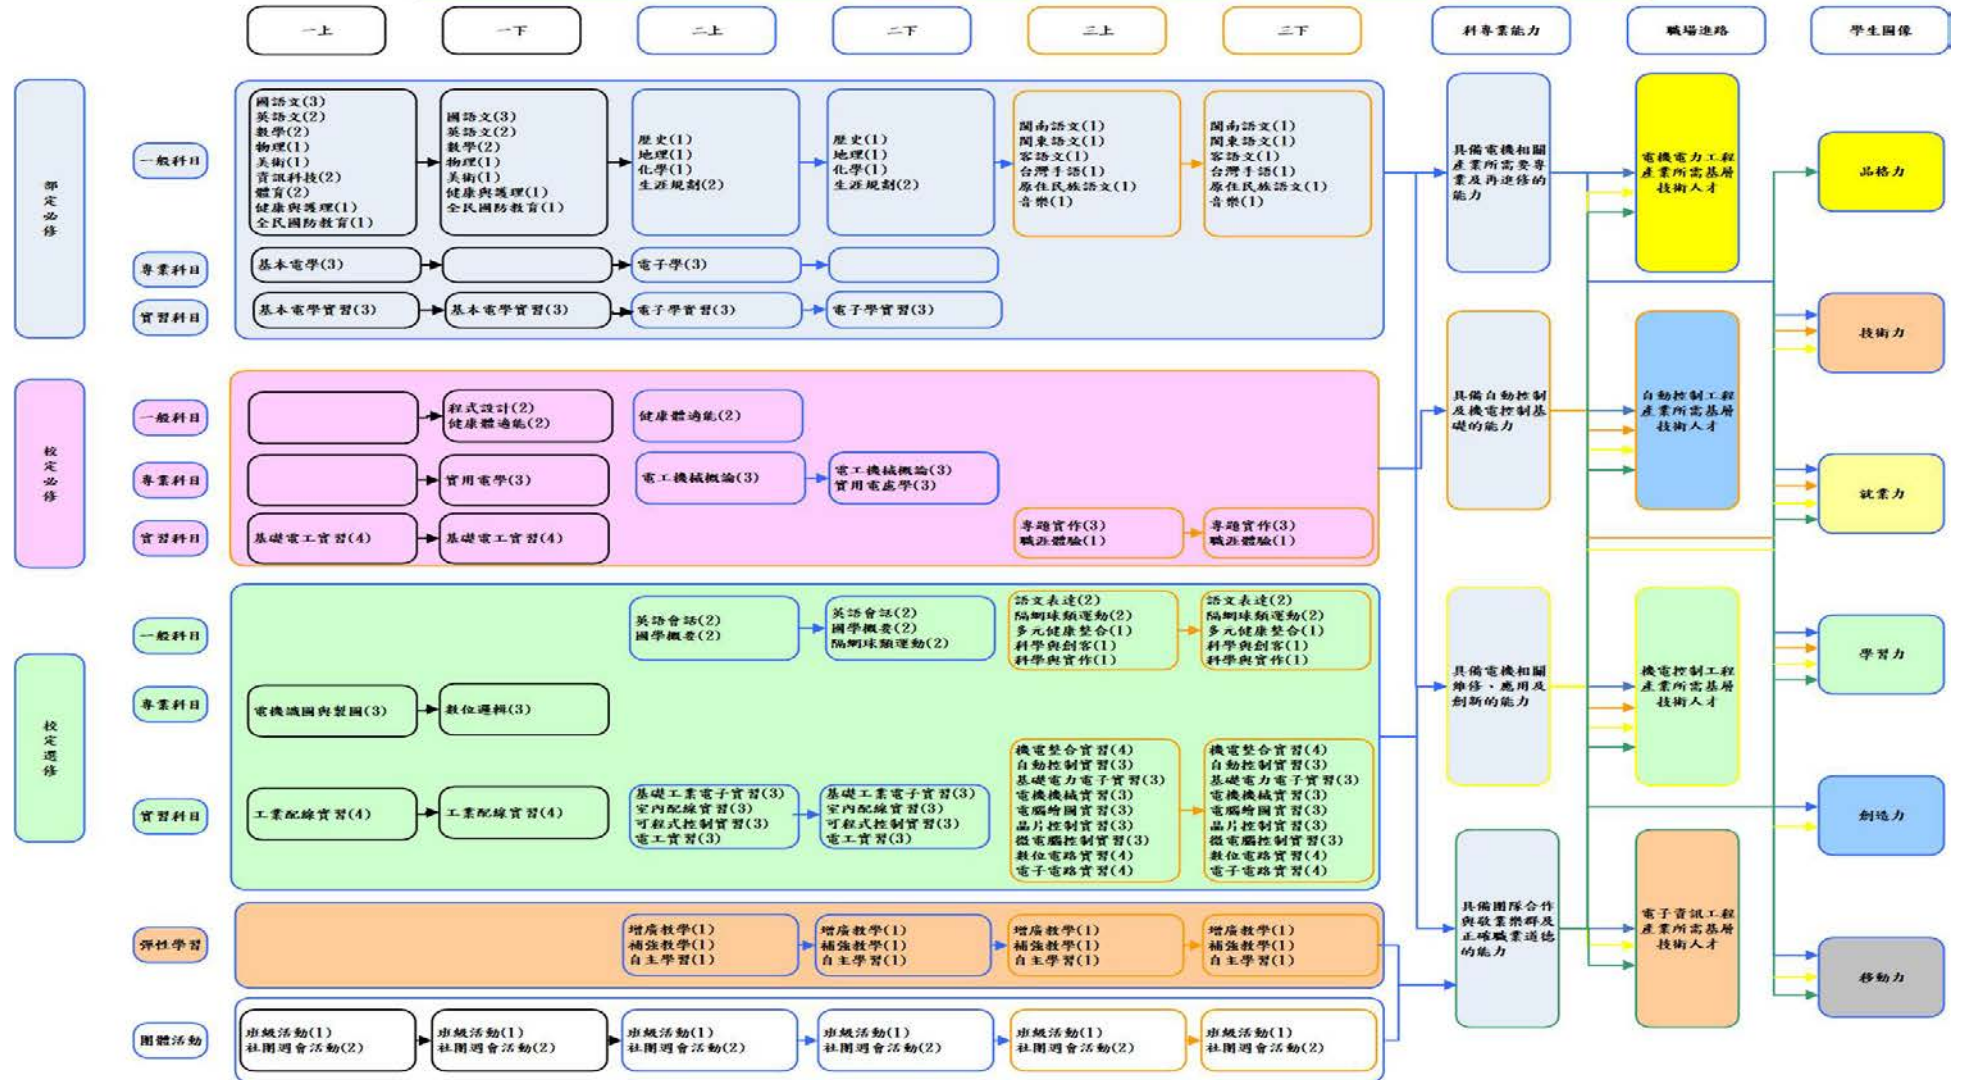 一上
一下
二上
二下
三上
三下
科專業能力
職場進路
學生圖像
部定必修
一般科目
國語文(3)
英語文(2)
數學(2)
物理(1)
美術(1)
資訊科技(2)
體育(2)
健康與護理(1)
全民國防教育(1)
國語文(3)
英語文(2)
數學(2)
物理(1)
美術(1)
健康與護理(1)
全民國防教育(1)
歷史(1)
地理(1)
化學(1)
生涯規劃(2)
歷史(1)
地理(1)
化學(1)
生涯規劃(2)
閩南語文(1)
閩東語文(1)
客語文(1)
台灣手語(1)
原住民族語文(1)
音樂(1)
閩南語文(1)
閩東語文(1)
客語文(1)
台灣手語(1)
原住民族語文(1)
音樂(1)
專業科目
基本電學(3)
電子學(3)
實習科目
基本電學實習(3)
基本電學實習(3)
電子學實習(3)
電子學實習(3)
校定必修
一般科目
程式設計(2)
健康體適能(2)
健康體適能(2)
專業科目
實用電學(3)
電工機械概論(3)
電工機械概論(3)
實用電處學(3)
實習科目
基礎電工實習(4)
基礎電工實習(4)
專題實作(3)
職涯體驗(1)
專題實作(3)
職涯體驗(1)
校定選修
一般科目
英語會話(2)
國學概要(2)
英語會話(2)
國學概要(2)
隔網球類運動(2)
語文表達(2)
隔網球類運動(2)
多元健康整合(1)
科學與創客(1)
科學與實作(1)
語文表達(2)
隔網球類運動(2)
多元健康整合(1)
科學與創客(1)
科學與實作(1)
專業科目
電機識圖與製圖(3)
數位邏輯(3)
實習科目
工業配線實習(4)
工業配線實習(4)
基礎工業電子實習(3)
室內配線實習(3)
可程式控制實習(3)
電工實習(3)
基礎工業電子實習(3)
室內配線實習(3)
可程式控制實習(3)
電工實習(3)
機電整合實習(4)
自動控制實習(3)
基礎電力電子實習(3)
電機機械實習(3)
電腦繪圖實習(3)
晶片控制實習(3)
微電腦控制實習(3)
數位電路實習(4)
電子電路實習(4)
機電整合實習(4)
自動控制實習(3)
基礎電力電子實習(3)
電機機械實習(3)
電腦繪圖實習(3)
晶片控制實習(3)
微電腦控制實習(3)
數位電路實習(4)
電子電路實習(4)
彈性學習
增廣教學(1)
補強教學(1)
自主學習(1)
增廣教學(1)
補強教學(1)
自主學習(1)
增廣教學(1)
補強教學(1)
自主學習(1)
增廣教學(1)
補強教學(1)
自主學習(1)
團體活動
班級活動(1)
社團週會活動(2)
班級活動(1)
社團週會活動(2)
班級活動(1)
社團週會活動(2)
班級活動(1)
社團週會活動(2)
班級活動(1)
社團週會活動(2)
班級活動(1)
社團週會活動(2)
具備電機相關
產業所需要專
業及再進修的
能力
具備自動控制
及機電控制基
礎的能力
具備電機相關
維修、應用及
創新的能力
具備團隊合作
與敬業樂群及
正確職業道德
的能力
電機電力工程
產業所需基層
技術人才
自動控制工程
產業所需基層
技術人才
機電控制工程
產業所需基層
技術人才
電子資訊工程
產業所需基層
技術人才
品格力
技術力
就業力
學習力
創造力
移動力